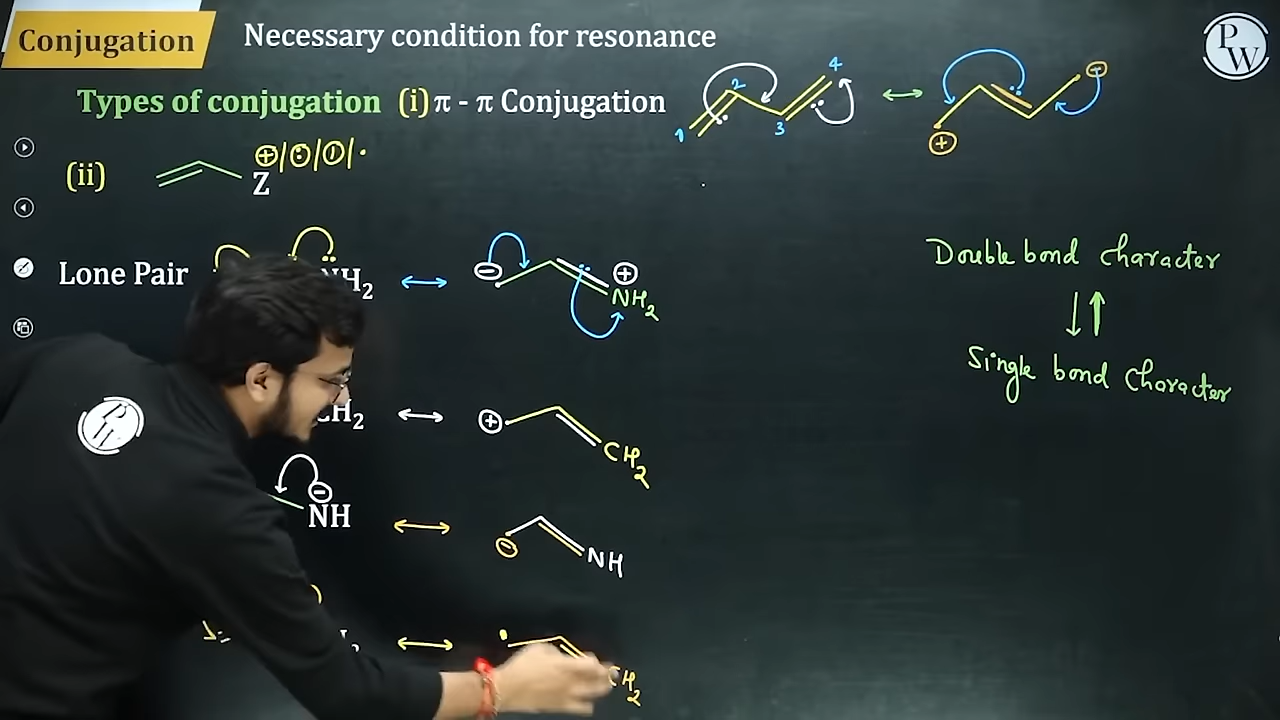 Conjugation Necessary condition for resonance
PW
Types of conjugation (i) π - π Conjugation
1 2 3 4 ↔ ⊕ ⊖
(ii) Z ⊕|⊙|⊖|•
Lone Pair NH₂ ↔ ⊖ ⊕ NH₂
Double bond character
↓↑
Single bond character
CH₂ ↔ ⊕ CH₂
⊖ NH ↔ ⊖ NH
↔ • CH₂